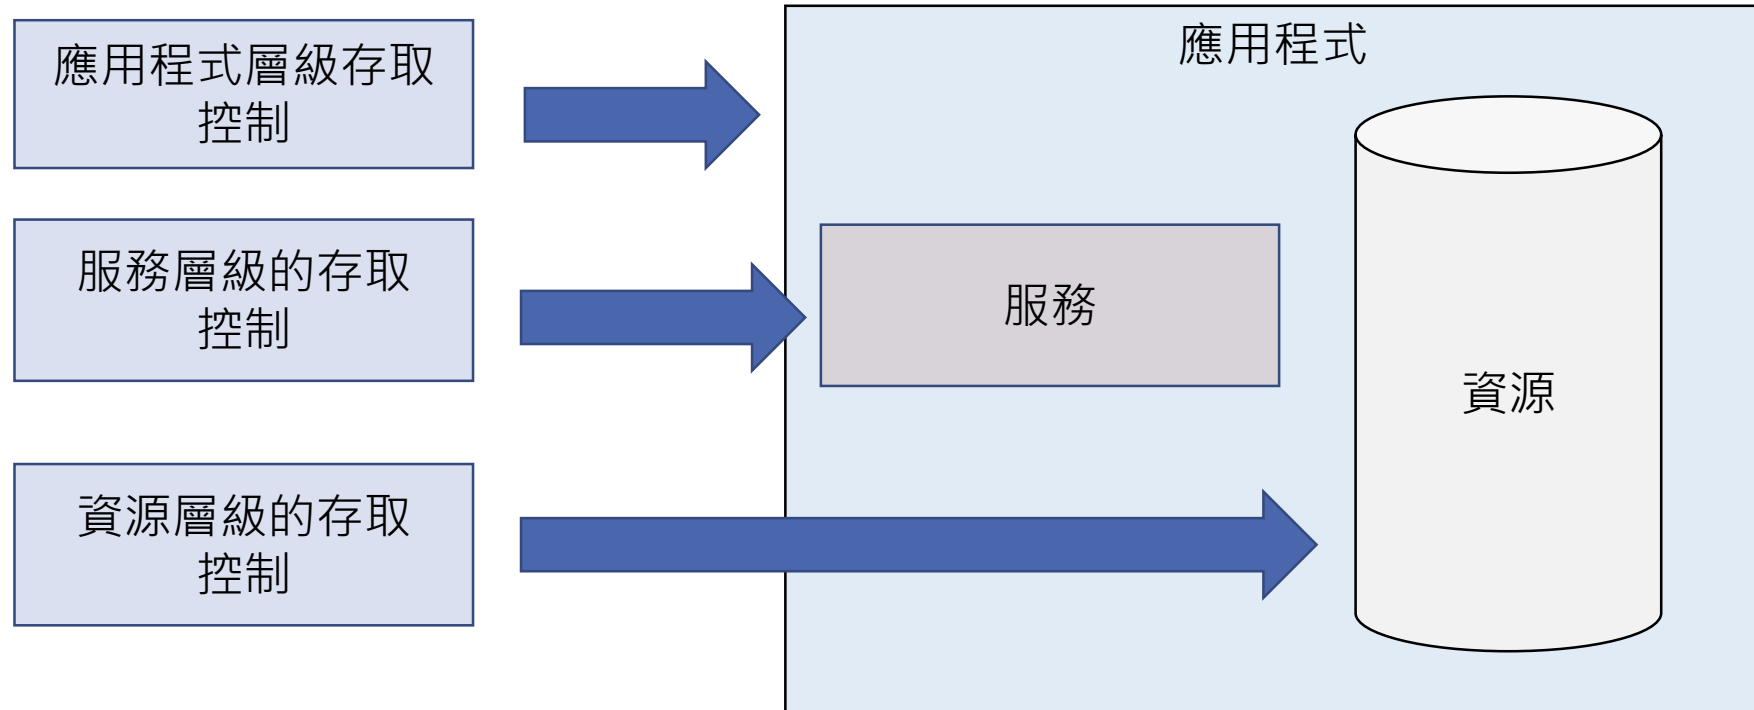 應用程式層級存取
控制
應用程式
服務層級的存取
控制
服務
資源
資源層級的存取
控制